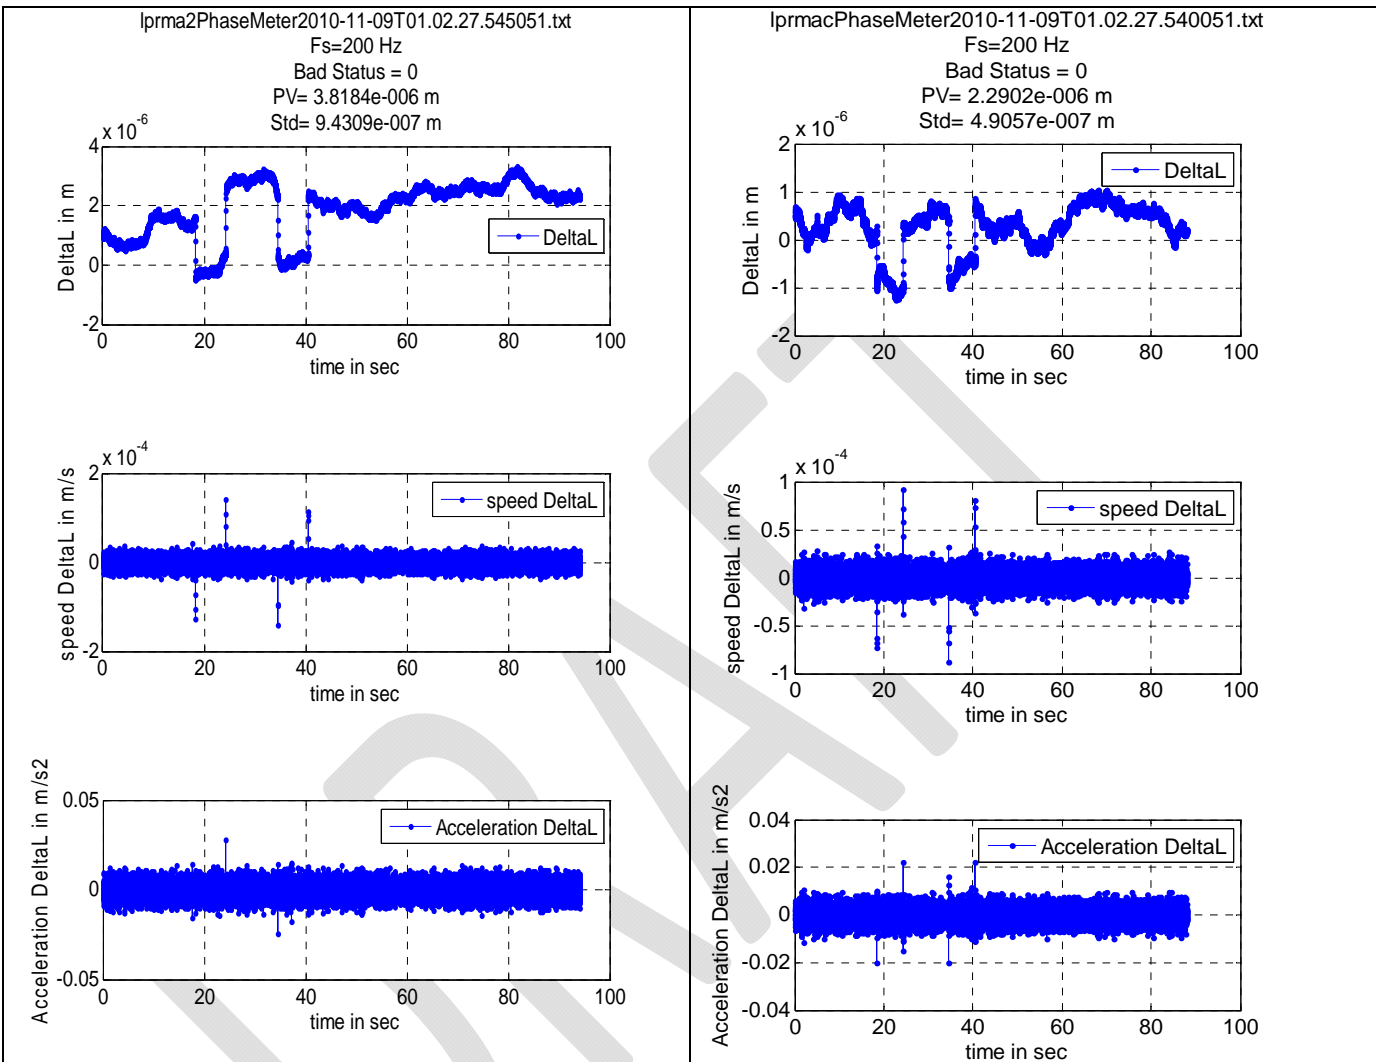 lprma2PhaseMeter2010-11-09T01.02.27.545051.txt
Fs=200 Hz
Bad Status = 0
PV= 3.8184e-006 m
Std= 9.4309e-007 m
x 10^-6
4
2
0
-2
DeltaL in m
DeltaL
0 20 40 60 80 100
time in sec
x 10^-4
2
0
-2
speed DeltaL in m/s
speed DeltaL
0 20 40 60 80 100
time in sec
0.05
0
-0.05
Acceleration DeltaL in m/s2
Acceleration DeltaL
0 20 40 60 80 100
time in sec
lprmacPhaseMeter2010-11-09T01.02.27.540051.txt
Fs=200 Hz
Bad Status = 0
PV= 2.2902e-006 m
Std= 4.9057e-007 m
x 10^-6
2
1
0
-1
-2
DeltaL in m
DeltaL
0 20 40 60 80 100
time in sec
x 10^-4
1
0.5
0
-0.5
-1
speed DeltaL in m/s
speed DeltaL
0 20 40 60 80 100
time in sec
0.04
0.02
0
-0.02
-0.04
Acceleration DeltaL in m/s2
Acceleration DeltaL
0 20 40 60 80 100
time in sec
DRAFT